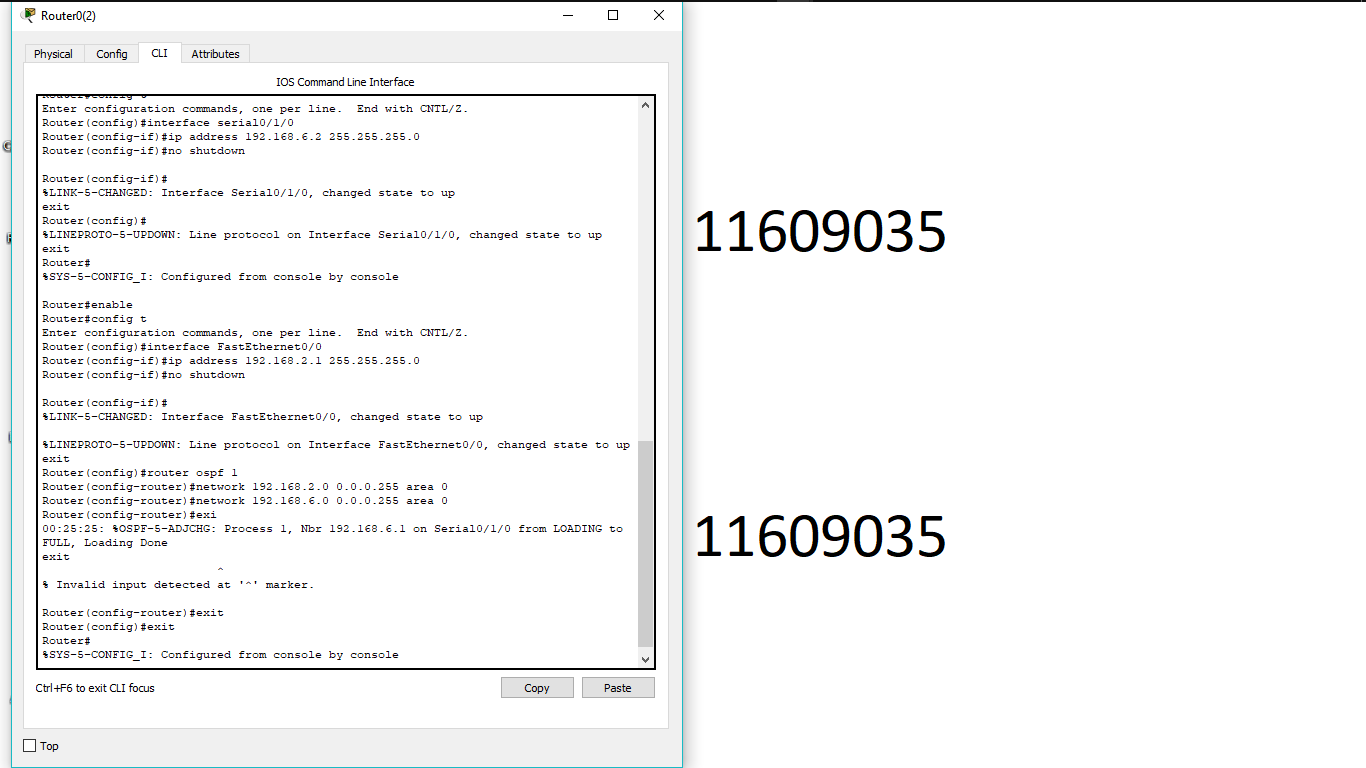 Router0(2)
Physical Config CLI Attributes
IOS Command Line Interface
Router#config t
Enter configuration commands, one per line.  End with CNTL/Z.
Router(config)#interface serial0/1/0
Router(config-if)#ip address 192.168.6.2 255.255.255.0
Router(config-if)#no shutdown
Router(config-if)#
%LINK-5-CHANGED: Interface Serial0/1/0, changed state to up
exit
Router(config)#
%LINEPROTO-5-UPDOWN: Line protocol on Interface Serial0/1/0, changed state to up
exit
Router#
%SYS-5-CONFIG_I: Configured from console by console
Router#enable
Router#config t
Enter configuration commands, one per line.  End with CNTL/Z.
Router(config)#interface FastEthernet0/0
Router(config-if)#ip address 192.168.2.1 255.255.255.0
Router(config-if)#no shutdown
Router(config-if)#
%LINK-5-CHANGED: Interface FastEthernet0/0, changed state to up
%LINEPROTO-5-UPDOWN: Line protocol on Interface FastEthernet0/0, changed state to up
exit
Router(config)#router ospf 1
Router(config-router)#network 192.168.2.0 0.0.0.255 area 0
Router(config-router)#network 192.168.6.0 0.0.0.255 area 0
Router(config-router)#exi
00:25:25: %OSPF-5-ADJCHG: Process 1, Nbr 192.168.6.1 on Serial0/1/0 from LOADING to
FULL, Loading Done
exit
^
% Invalid input detected at '^' marker.
Router(config-router)#exit
Router(config)#exit
Router#
%SYS-5-CONFIG_I: Configured from console by console
Ctrl+F6 to exit CLI focus
Copy Paste
Top
11609035
11609035